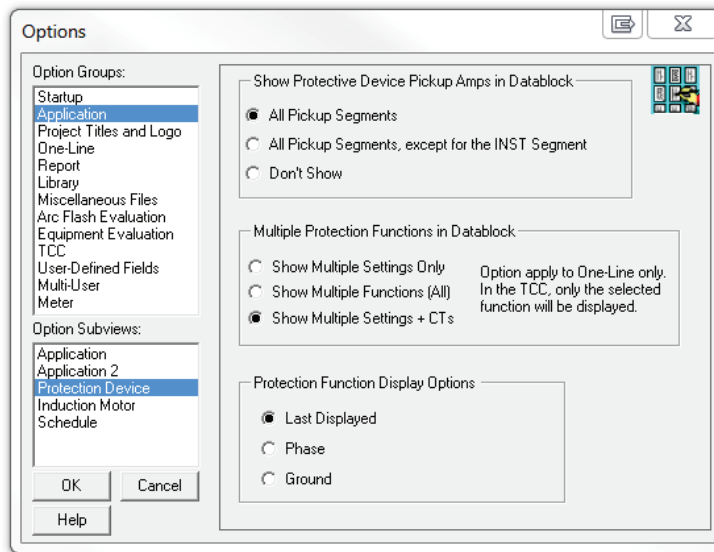 Options
Option Groups:
Startup
Application
Project Titles and Logo
One-Line
Report
Library
Miscellaneous Files
Arc Flash Evaluation
Equipment Evaluation
TCC
User-Defined Fields
Multi-User
Meter
Option Subviews:
Application
Application 2
Protection Device
Induction Motor
Schedule
OK
Cancel
Help
Show Protective Device Pickup Amps in Datablock
All Pickup Segments
All Pickup Segments, except for the INST Segment
Don't Show
Multiple Protection Functions in Datablock
Show Multiple Settings Only
Show Multiple Functions (All)
Show Multiple Settings + CTs
Option apply to One-Line only.
In the TCC, only the selected
function will be displayed.
Protection Function Display Options
Last Displayed
Phase
Ground